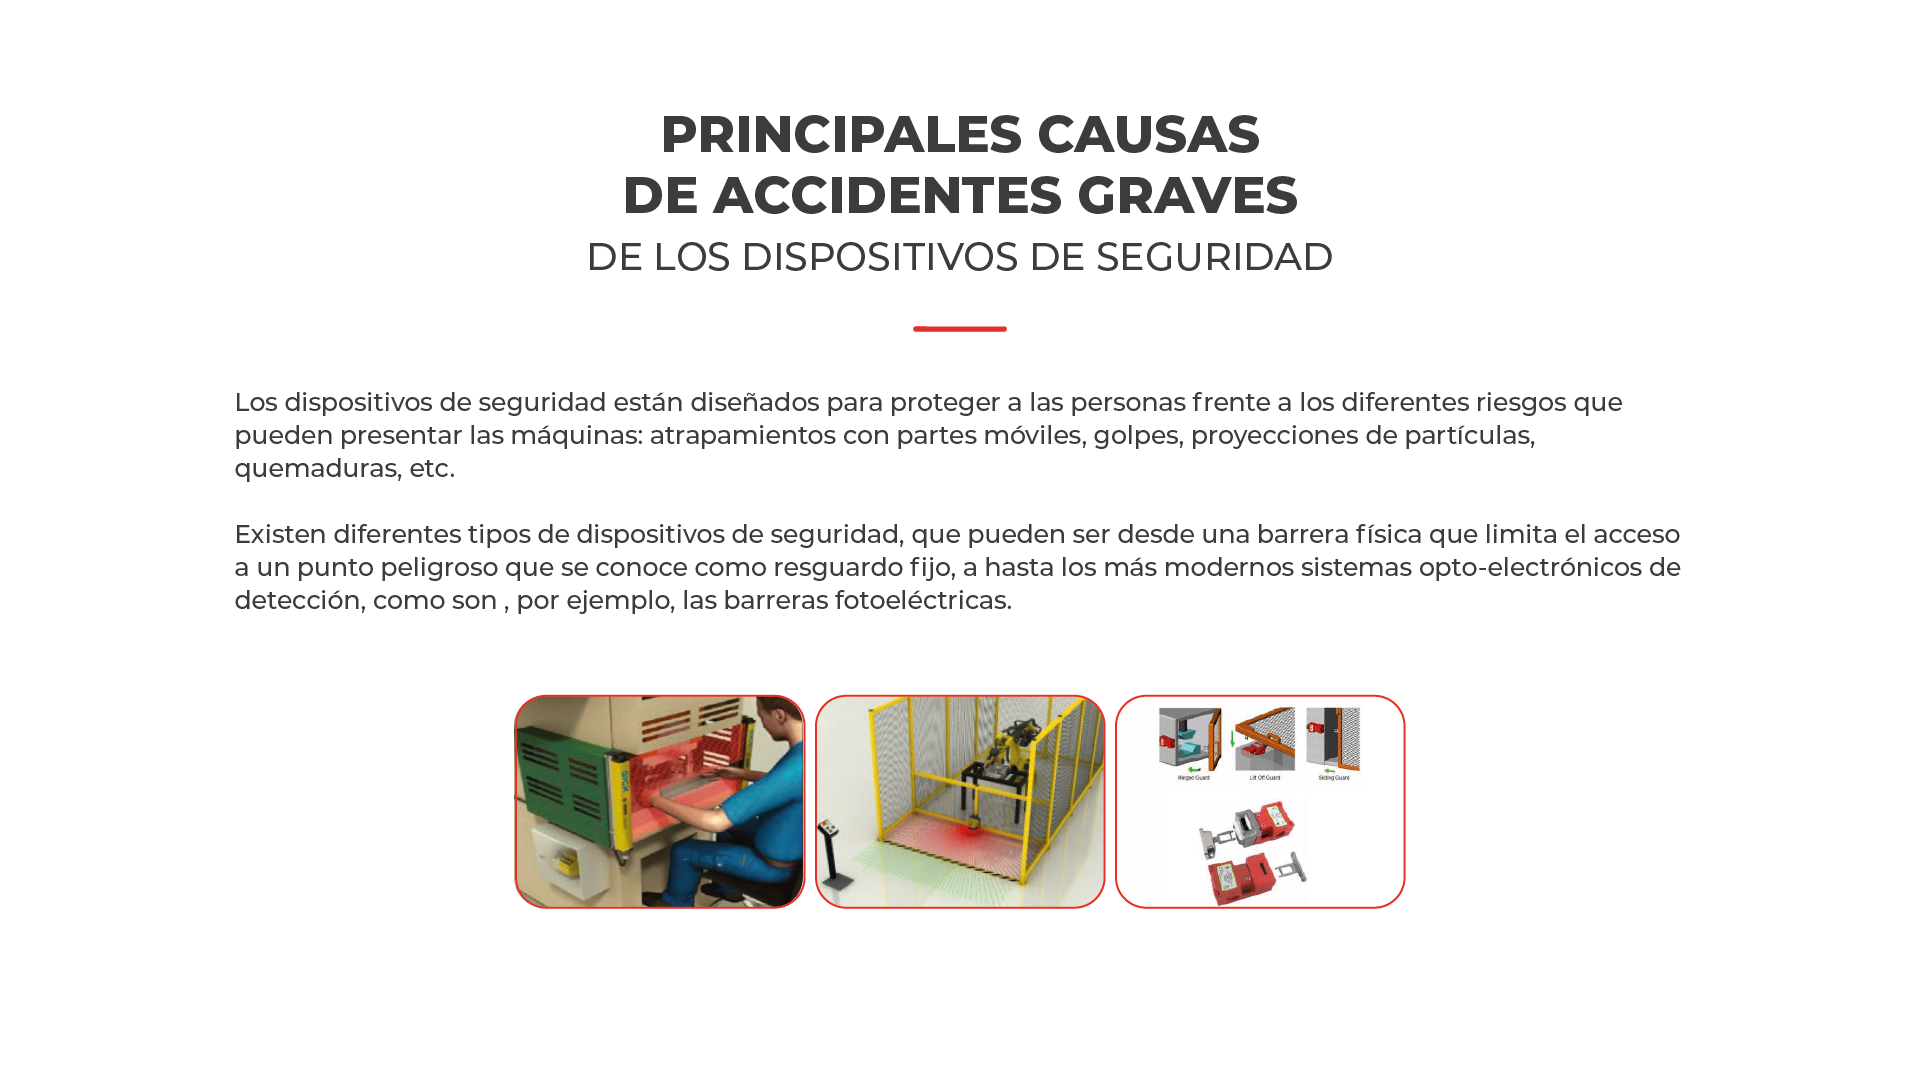 PRINCIPALES CAUSAS
DE ACCIDENTES GRAVES
DE LOS DISPOSITIVOS DE SEGURIDAD
Los dispositivos de seguridad están diseñados para proteger a las personas frente a los diferentes riesgos que
pueden presentar las máquinas: atrapamientos con partes móviles, golpes, proyecciones de partículas,
quemaduras, etc.
Existen diferentes tipos de dispositivos de seguridad, que pueden ser desde una barrera física que limita el acceso
a un punto peligroso que se conoce como resguardo fijo, a hasta los más modernos sistemas opto-electrónicos de
detección, como son , por ejemplo, las barreras fotoeléctricas.
Hinged Guard
Lift Off Guard
Sliding Guard